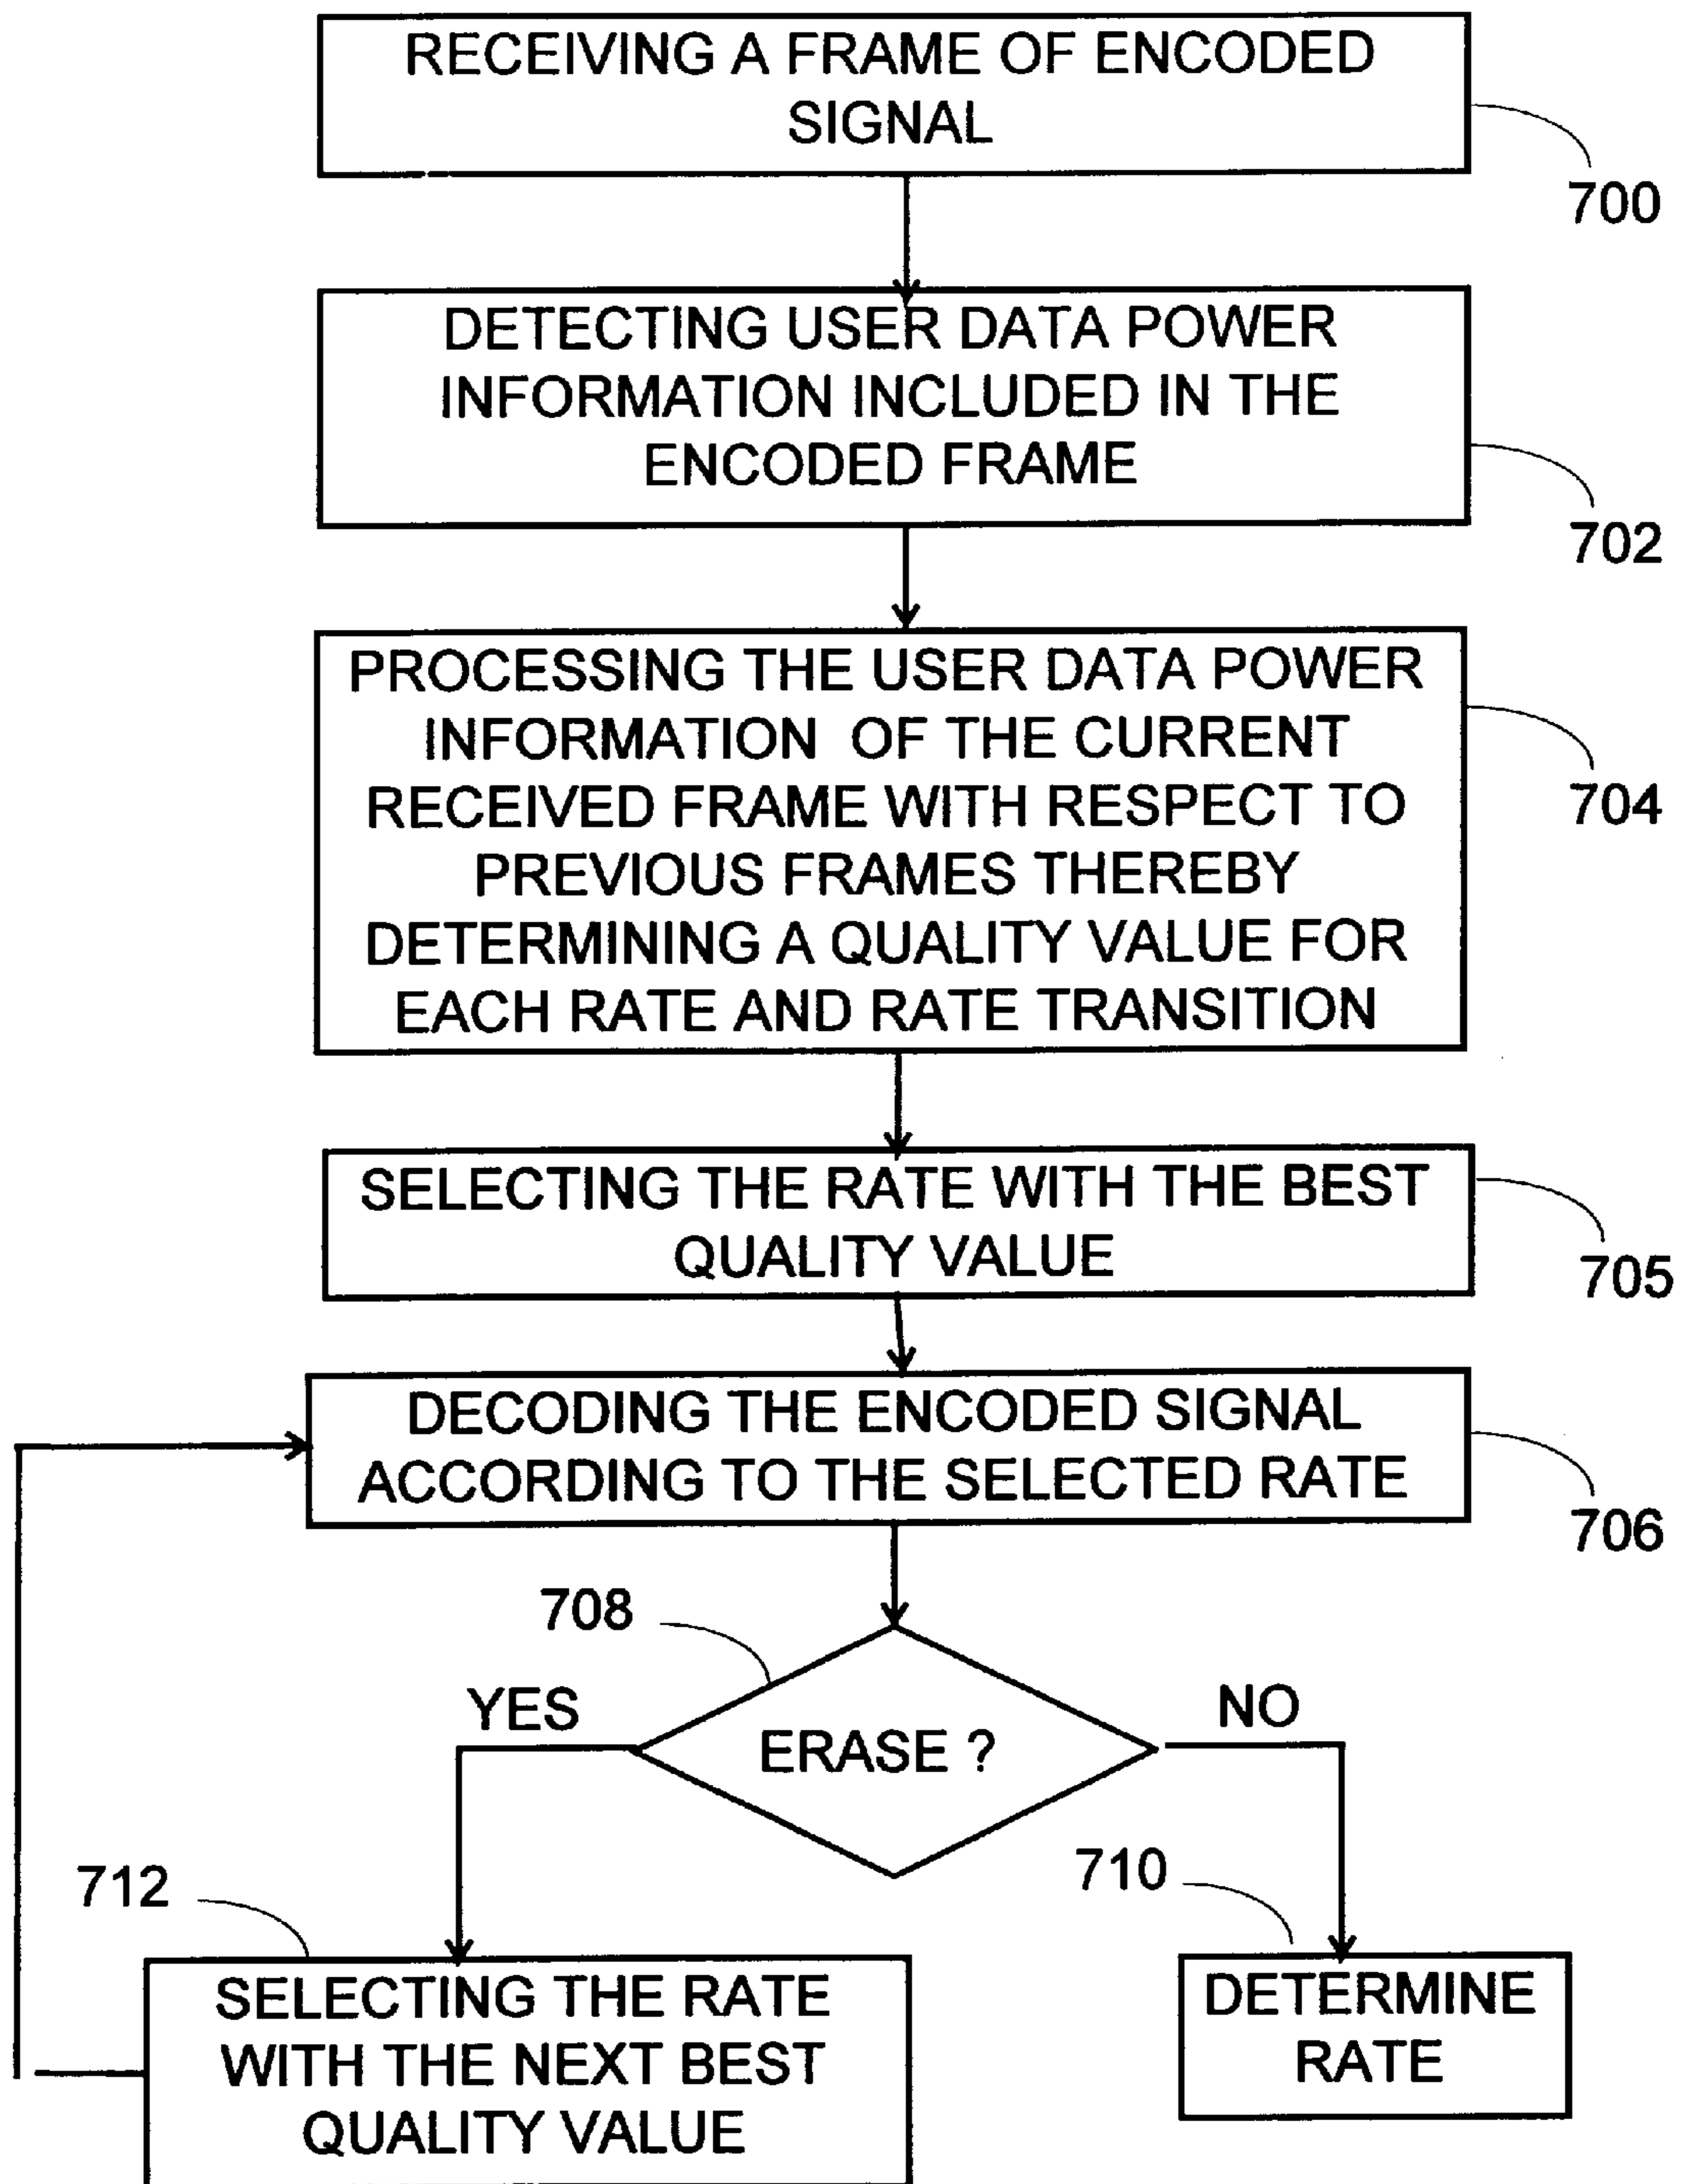 RECEIVING A FRAME OF ENCODED
SIGNAL
700
DETECTING USER DATA POWER
INFORMATION INCLUDED IN THE
ENCODED FRAME
702
PROCESSING THE USER DATA POWER
INFORMATION OF THE CURRENT
RECEIVED FRAME WITH RESPECT TO
PREVIOUS FRAMES THEREBY
DETERMINING A QUALITY VALUE FOR
EACH RATE AND RATE TRANSITION
704
SELECTING THE RATE WITH THE BEST
QUALITY VALUE
705
DECODING THE ENCODED SIGNAL
ACCORDING TO THE SELECTED RATE
706
708
YES
NO
ERASE ?
712
710
SELECTING THE RATE
WITH THE NEXT BEST
QUALITY VALUE
DETERMINE
RATE